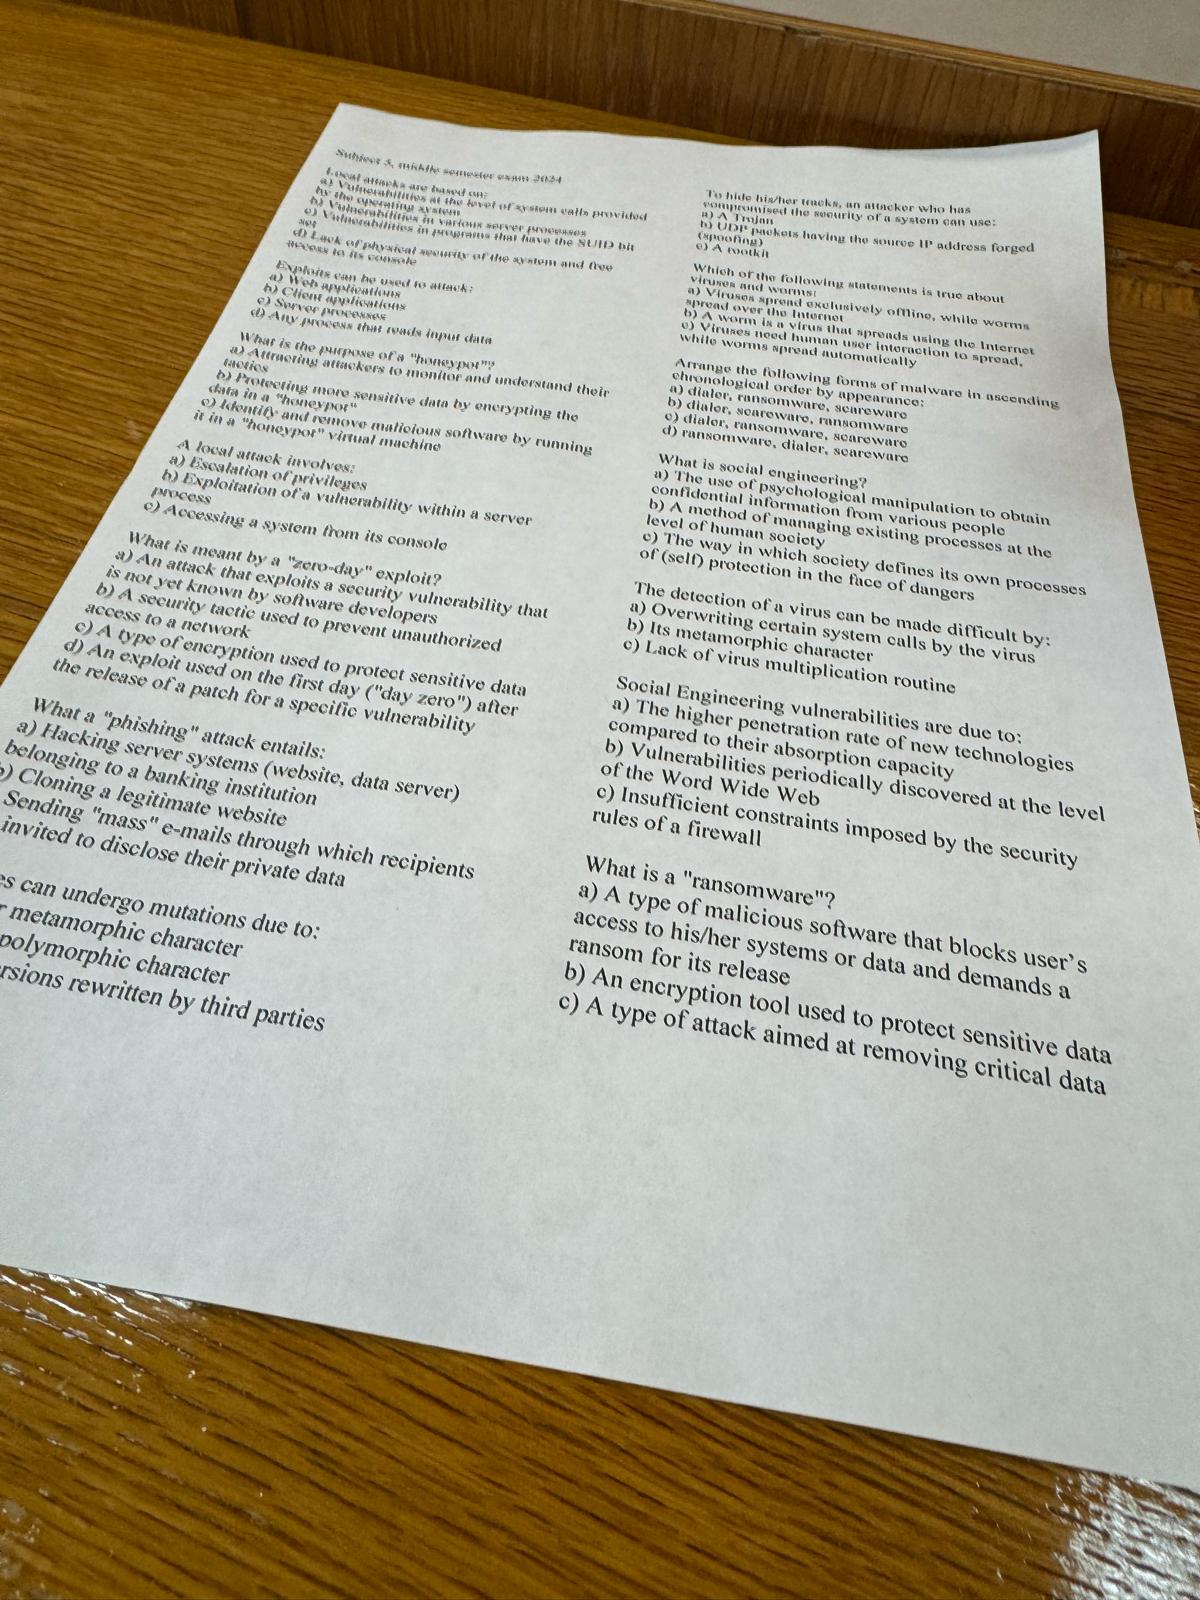 Subject 5, middle semester exam 2024
Local attacks are based on:
a) Vulnerabilities at the level of system calls provided
by the operating system
b) Vulnerabilities in various server processes
c) Vulnerabilities in programs that have the SUID bit
set
d) Lack of physical security of the system and free
access to its console
Exploits can be used to attack:
a) Web applications
b) Client applications
c) Server processes
d) Any process that reads input data
What is the purpose of a "honeypot"?
a) Attracting attackers to monitor and understand their
tactics
b) Protecting more sensitive data by encrypting the
data in a "honeypot"
c) Identify and remove malicious software by running
it in a "honeypot" virtual machine
A local attack involves:
a) Escalation of privileges
b) Exploitation of a vulnerability within a server
process
c) Accessing a system from its console
What is meant by a "zero-day" exploit?
a) An attack that exploits a security vulnerability that
is not yet known by software developers
b) A security tactic used to prevent unauthorized
access to a network
c) A type of encryption used to protect sensitive data
d) An exploit used on the first day ("day zero") after
the release of a patch for a specific vulnerability
What a "phishing" attack entails:
a) Hacking server systems (website, data server)
belonging to a banking institution
b) Cloning a legitimate website
Sending "mass" e-mails through which recipients
invited to disclose their private data
es can undergo mutations due to:
r metamorphic character
polymorphic character
rsions rewritten by third parties
To hide his/her tracks, an attacker who has
compromised the security of a system can use:
a) A Trojan
b) UDP packets having the source IP address forged
(spoofing)
c) A rootkit
Which of the following statements is true about
viruses and worms:
a) Viruses spread exclusively offline, while worms
spread over the Internet
b) A worm is a virus that spreads using the Internet
c) Viruses need human user interaction to spread,
while worms spread automatically
Arrange the following forms of malware in ascending
chronological order by appearance:
a) dialer, ransomware, scareware
b) dialer, scareware, ransomware
c) dialer, ransomware, scareware
d) ransomware, dialer, scareware
What is social engineering?
a) The use of psychological manipulation to obtain
confidential information from various people
b) A method of managing existing processes at the
level of human society
c) The way in which society defines its own processes
of (self) protection in the face of dangers
The detection of a virus can be made difficult by:
a) Overwriting certain system calls by the virus
b) Its metamorphic character
c) Lack of virus multiplication routine
Social Engineering vulnerabilities are due to:
a) The higher penetration rate of new technologies
compared to their absorption capacity
b) Vulnerabilities periodically discovered at the level
of the Word Wide Web
c) Insufficient constraints imposed by the security
rules of a firewall
What is a "ransomware"?
a) A type of malicious software that blocks user’s
access to his/her systems or data and demands a
ransom for its release
b) An encryption tool used to protect sensitive data
c) A type of attack aimed at removing critical data